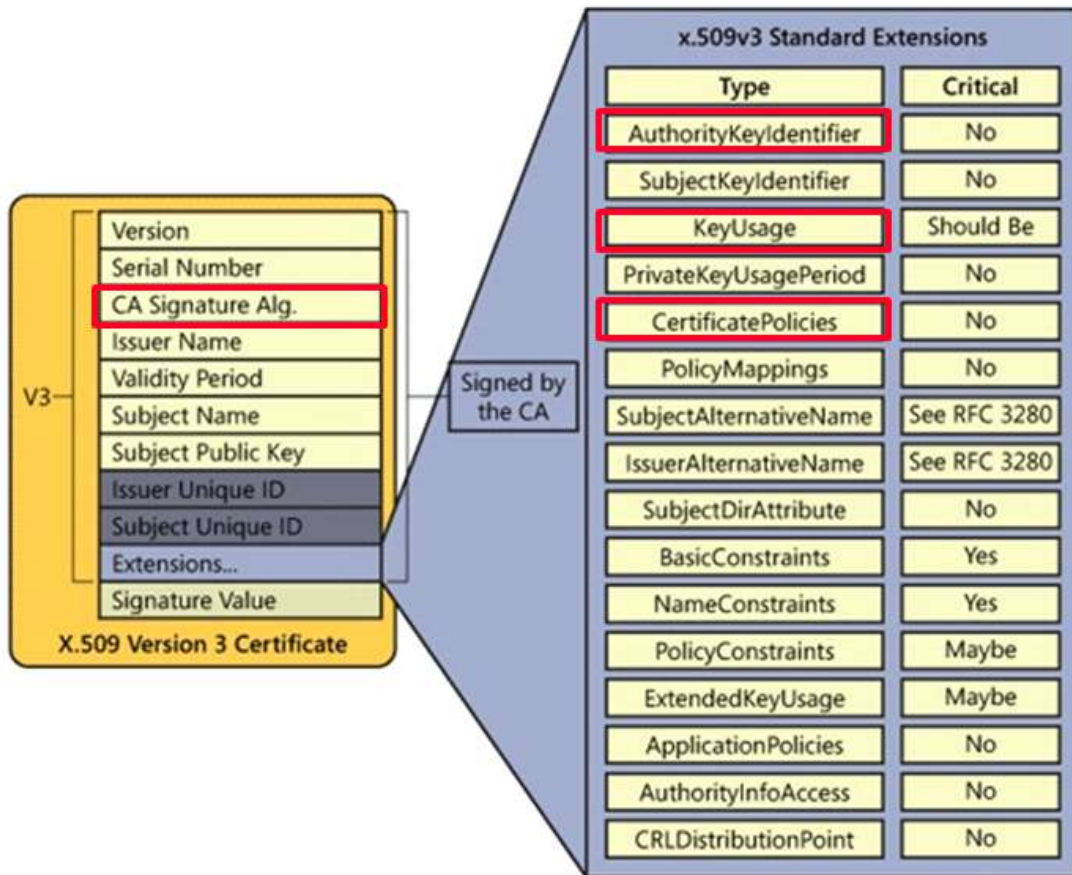 V3
Version
Serial Number
CA Signature Alg.
Issuer Name
Validity Period
Subject Name
Subject Public Key
Issuer Unique ID
Subject Unique ID
Extensions...
Signature Value
X.509 Version 3 Certificate
Signed by
the CA
x.509v3 Standard Extensions
Type Critical
AuthorityKeyIdentifier No
SubjectKeyIdentifier No
KeyUsage Should Be
PrivateKeyUsagePeriod No
CertificatePolicies No
PolicyMappings No
SubjectAlternativeName See RFC 3280
IssuerAlternativeName See RFC 3280
SubjectDirAttribute No
BasicConstraints Yes
NameConstraints Yes
PolicyConstraints Maybe
ExtendedKeyUsage Maybe
ApplicationPolicies No
AuthorityInfoAccess No
CRLDistributionPoint No